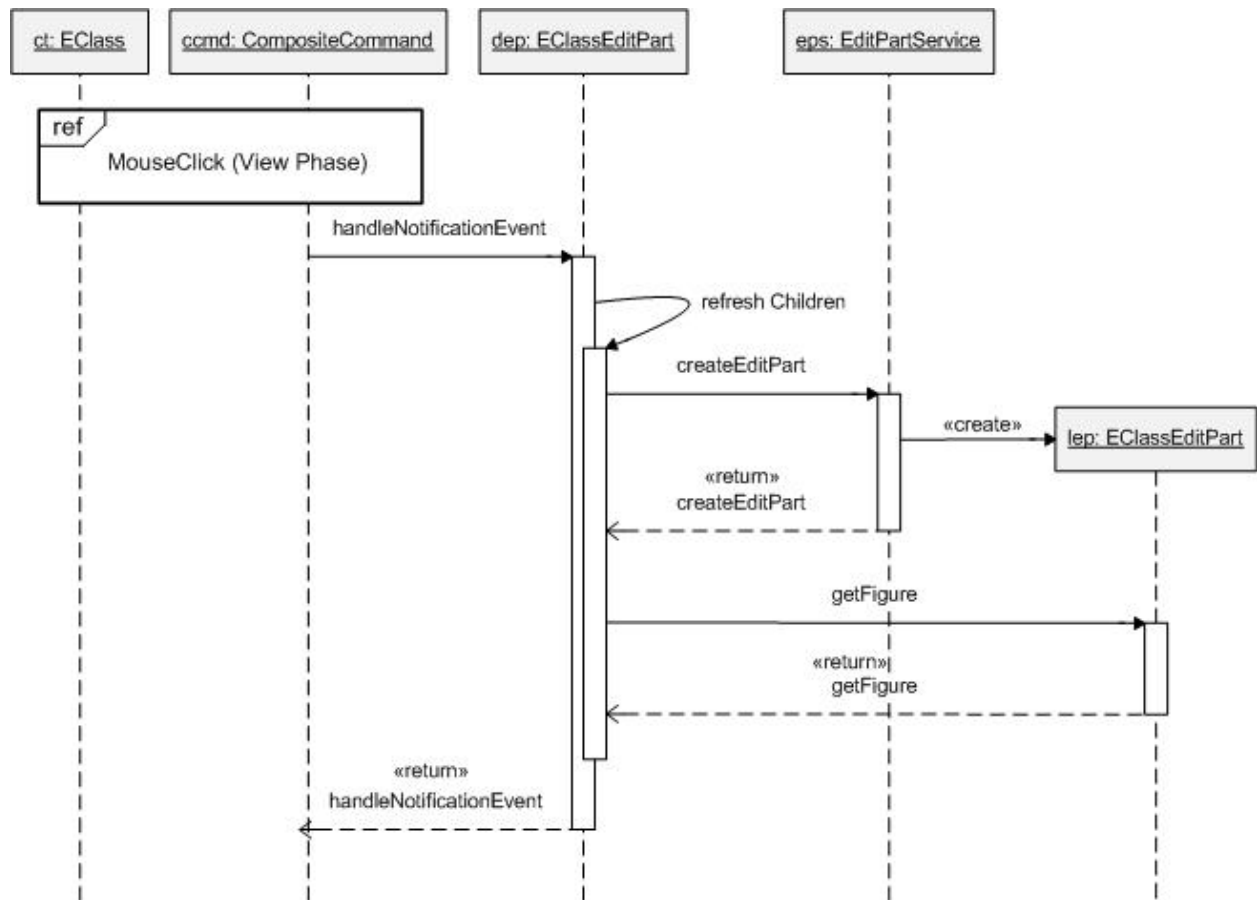 ct: EClass
ccmd: CompositeCommand
dep: EClassEditPart
eps: EditPartService
ref
MouseClick (View Phase)
handleNotificationEvent
refresh Children
createEditPart
«create»
lep: EClassEditPart
«return»
createEditPart
getFigure
«return»
getFigure
«return»
handleNotificationEvent